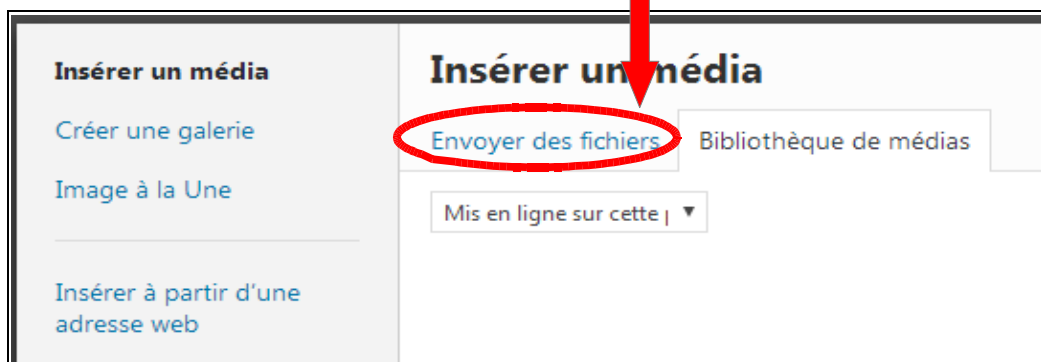 Insérer un média
Créer une galerie
Image à la Une
Insérer à partir d'une
adresse web
Insérer un média
Envoyer des fichiers
Bibliothèque de médias
Mis en ligne sur cette